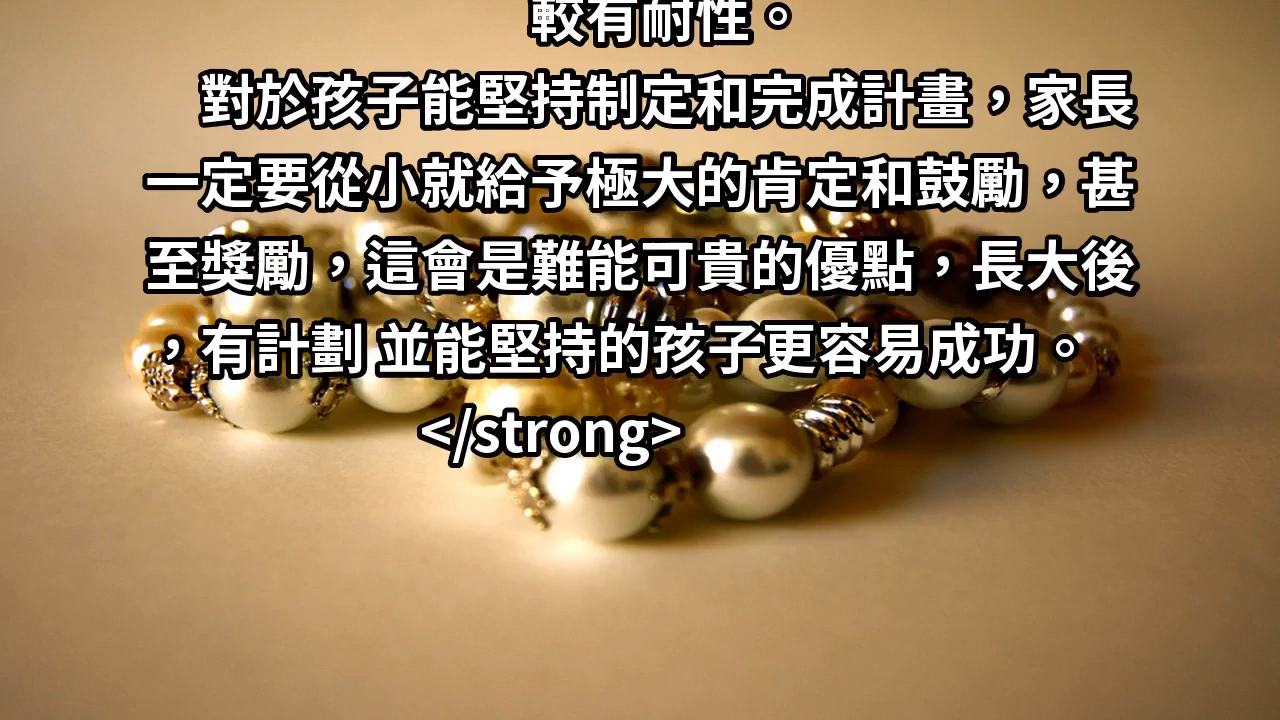 較有耐性。
對於孩子能堅持制定和完成計畫，家長
一定要從小就給予極大的肯定和鼓勵，甚
至獎勵，這會是難能可貴的優點，長大後
，有計劃 並能堅持的孩子更容易成功。
</strong>